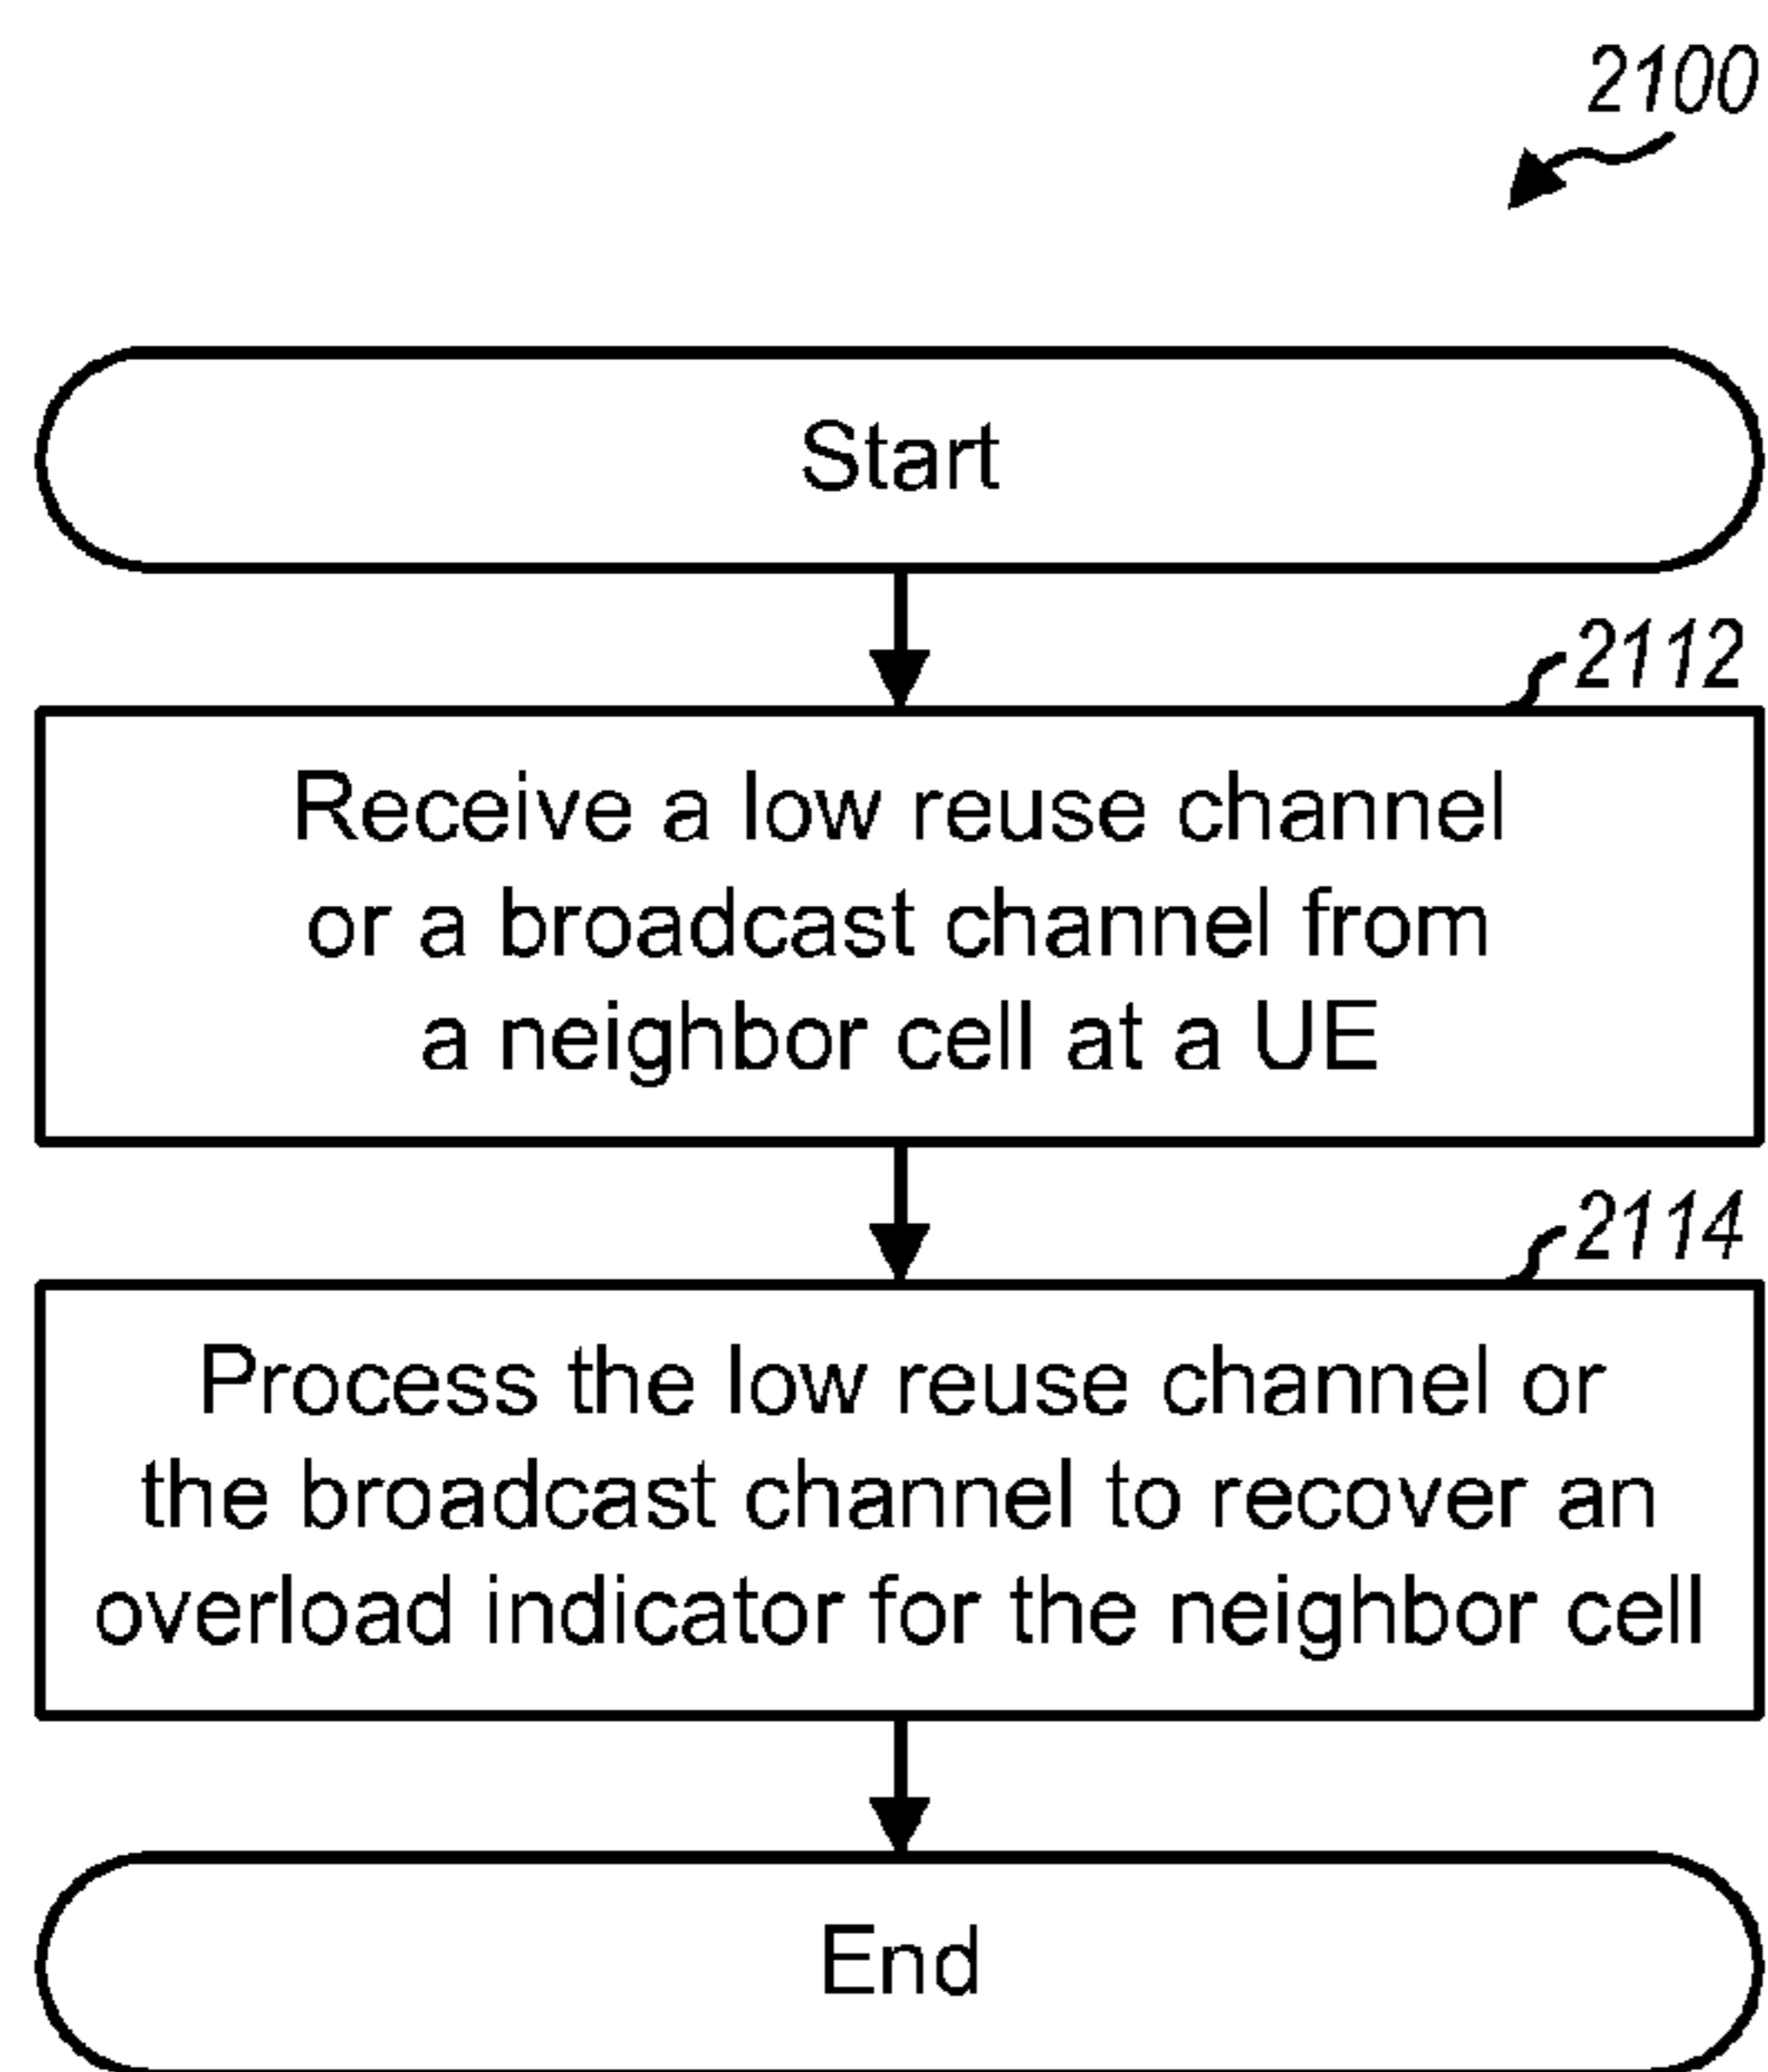 2100
Start
2112
Receive a low reuse channel
or a broadcast channel from
a neighbor cell at a UE
2114
Process the low reuse channel or
the broadcast channel to recover an
overload indicator for the neighbor cell
End